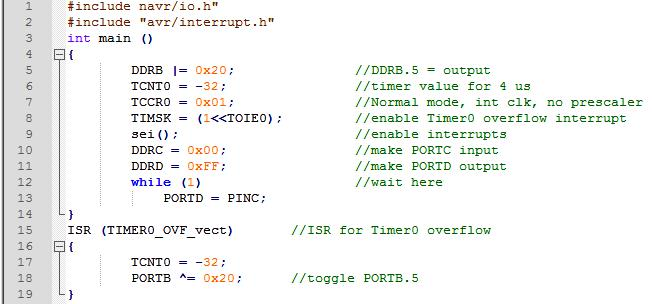 1 #include navr/io.h"
2 #include "avr/interrupt.h"
3 int main ()
4 {
5 DDRB |= 0x20; //DDRB.5 = output
6 TCNT0 = -32; //timer value for 4 us
7 TCCR0 = 0x01; //Normal mode, int clk, no prescaler
8 TIMSK = (1<<TOIE0); //enable Timer0 overflow interrupt
9 sei(); //enable interrupts
10 DDRC = 0x00; //make PORTC input
11 DDRD = 0xFF; //make PORTD output
12 while (1) //wait here
13 PORTD = PINC;
14 }
15 ISR (TIMER0_OVF_vect) //ISR for Timer0 overflow
16 {
17 TCNT0 = -32;
18 PORTB ^= 0x20; //toggle PORTB.5
19 }